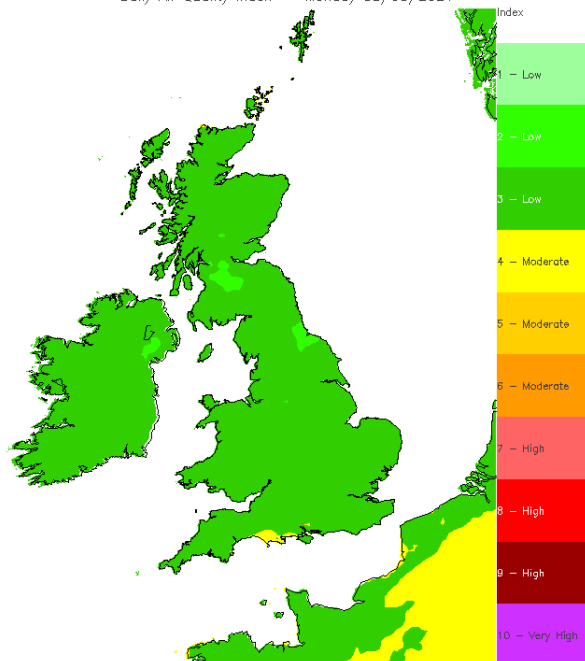 Index
1 - Low
2 - Low
3 - Low
4 - Moderate
5 - Moderate
6 - Moderate
7 - High
8 - High
9 - High
10 - Very High